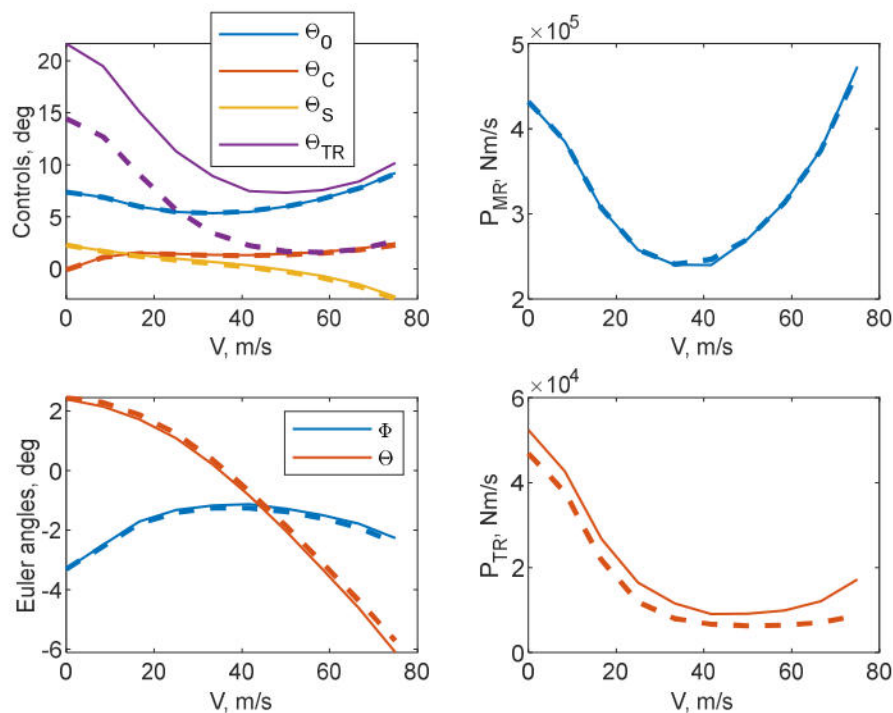 Θ0
ΘC
ΘS
ΘTR
Controls, deg
20
15
10
5
0
0 20 40 60 80
V, m/s
×10^5
P_MR, Nm/s
5
4
3
2
0 20 40 60 80
V, m/s
Φ
Θ
Euler angles, deg
2
0
-2
-4
-6
0 20 40 60 80
V, m/s
×10^4
P_TR, Nm/s
6
4
2
0
0 20 40 60 80
V, m/s